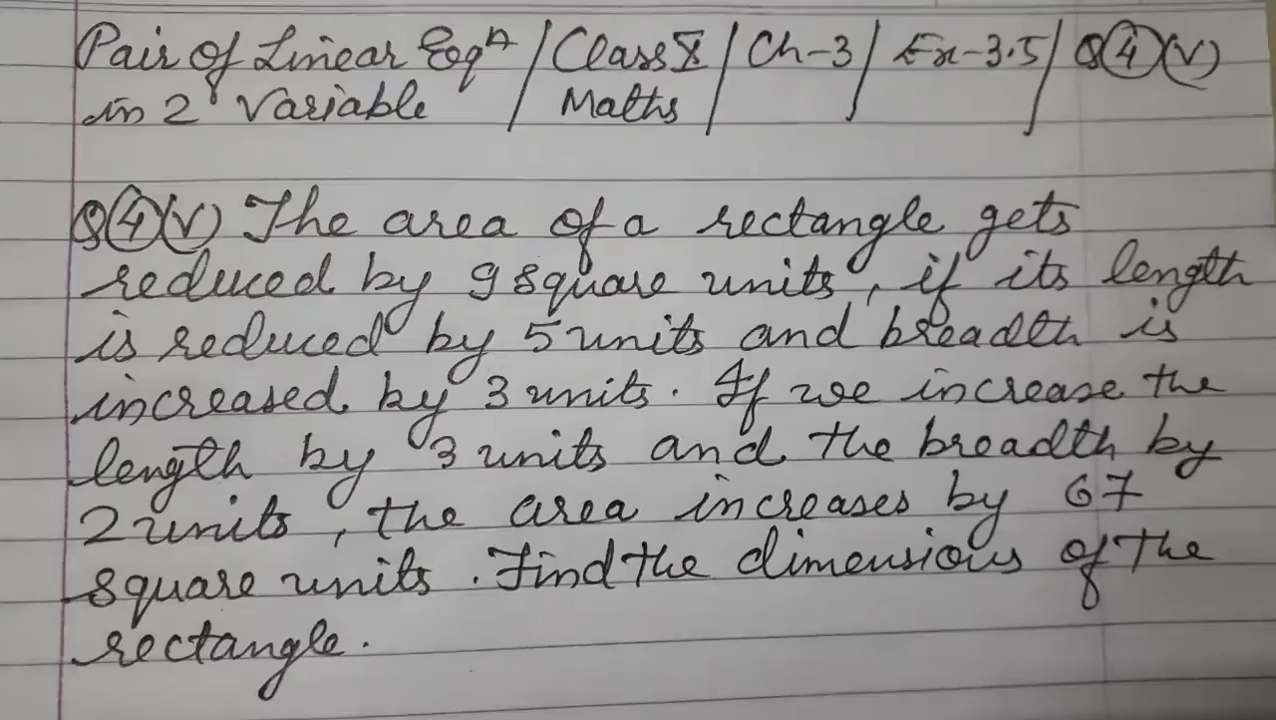 Pair of Linear Eqⁿ / Class X / Ch-3 / Ex-3.5 / Q④(v)
in 2 Variable / Maths /
Q④(v) The area of a rectangle gets
reduced by 9 square units, if its length
is reduced by 5 units and breadth is
increased by 3 units. If we increase the
length by 3 units and the breadth by
2 units, the area increases by 67
square units. Find the dimensions of the
rectangle.